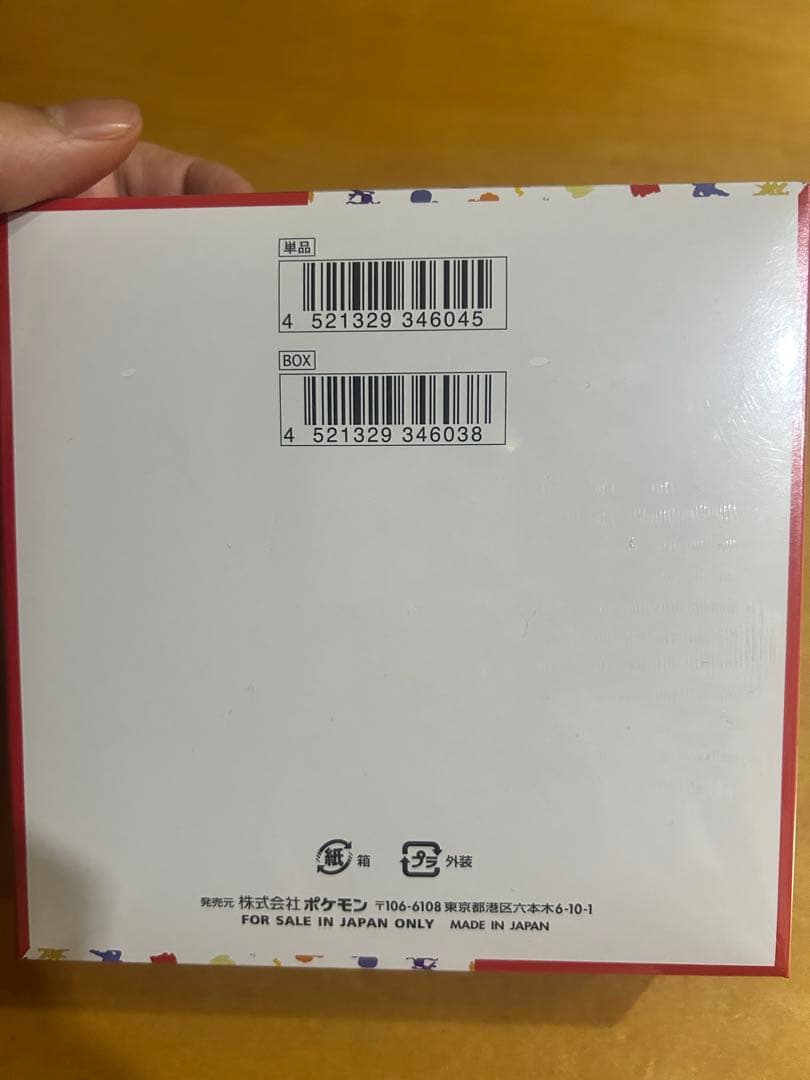 単品
4 521329 346045
BOX
4 521329 346038
紙 箱 プラ 外装
発売元 株式会社ポケモン 〒106-6108 東京都港区六本木6-10-1
FOR SALE IN JAPAN ONLY MADE IN JAPAN